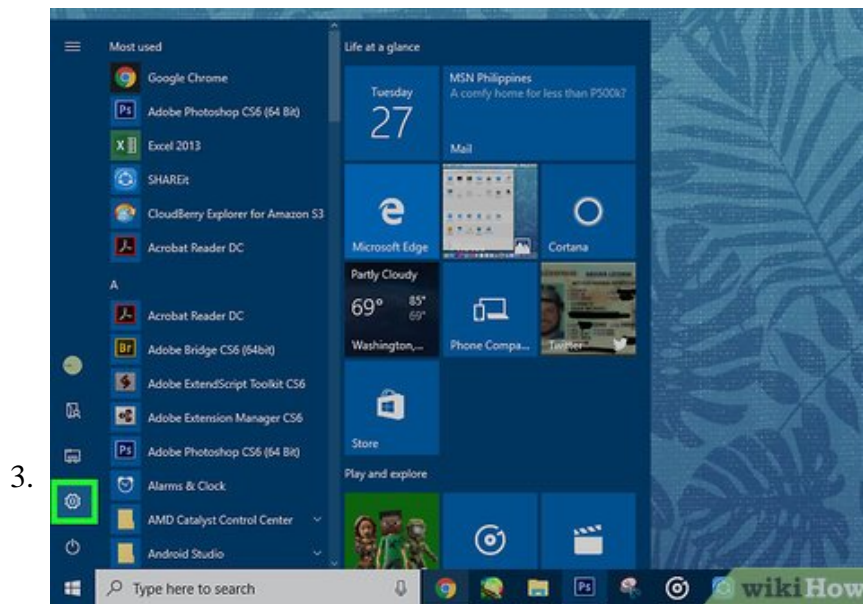 Most used
Google Chrome
Adobe Photoshop CS6 (64 Bit)
Excel 2013
SHAREit
CloudBerry Explorer for Amazon S3
Acrobat Reader DC
A
Acrobat Reader DC
Adobe Bridge CS6 (64bit)
Adobe ExtendScript Toolkit CS6
Adobe Extension Manager CS6
Adobe Photoshop CS6 (64 Bit)
Alarms & Clock
AMD Catalyst Control Center
Android Studio
Type here to search
Life at a glance
Tuesday
27
MSN Philippines
A comfy home for less than P500k?
Mail
Microsoft Edge
Cortana
Partly Cloudy
69° 85°
69°
Washington,...
Phone Compa...
Twitter
Store
Play and explore
3.
Ps
Br
Ps
Ps
wikiHow